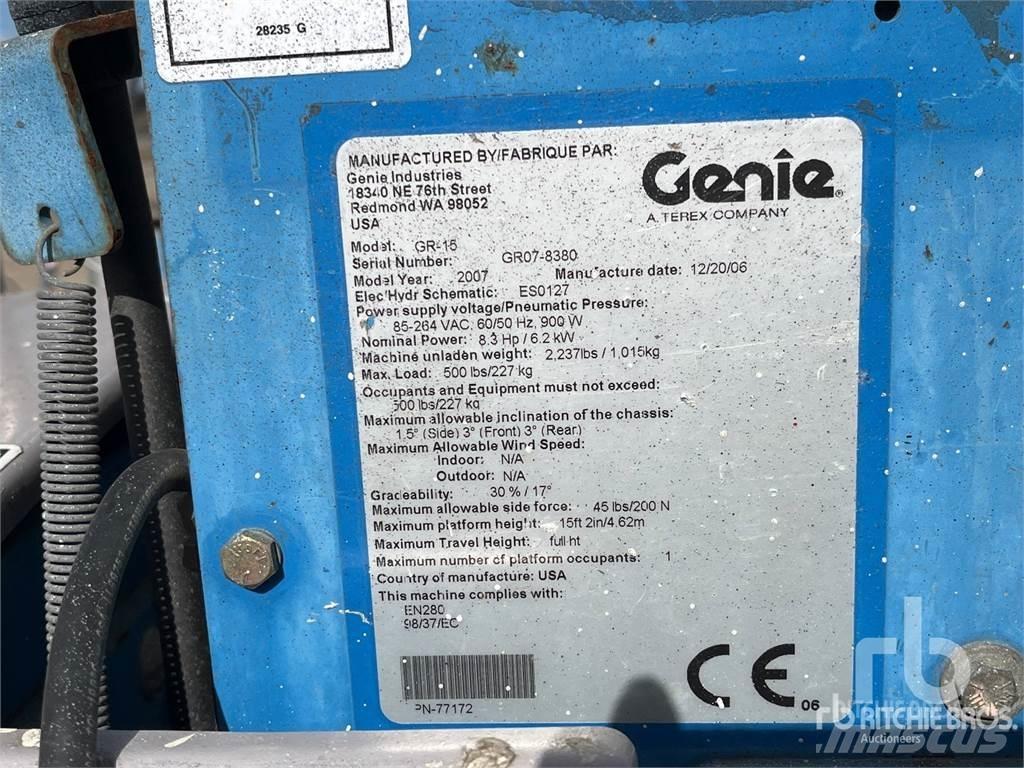 28235 G
MANUFACTURED BY/FABRIQUE PAR:
Genie Industries
18340 NE 76th Street
Redmond WA 98052
USA
Genie
A TEREX COMPANY
Model: GR-15
Serial Number: GR07-8380
Model Year: 2007 Manufacture date: 12/20/06
Elec/Hydr Schematic: ES0127
Power supply voltage/Pneumatic Pressure:
85-264 VAC, 60/50 Hz, 900 W
Nominal Power: 8.3 Hp / 6.2 kW
Machine unladen weight: 2,237lbs / 1,015kg
Max. Load: 500 lbs/227 kg
Occupants and Equipment must not exceed:
500 lbs/227 kg
Maximum allowable inclination of the chassis:
1.5° (Side) 3° (Front) 3° (Rear)
Maximum Allowable Wind Speed:
Indoor: N/A
Outdoor: N/A
Gradeability: 30 % / 17°
Maximum allowable side force: 45 lbs/200 N
Maximum platform height: 15ft 2in/4.62m
Maximum Travel Height: full ht
Maximum number of platform occupants: 1
Country of manufacture: USA
This machine complies with:
EN280
98/37/EC
PN-77172
CE 06
rb
rb RITCHIE BROS.
Auctioneers
Mascus